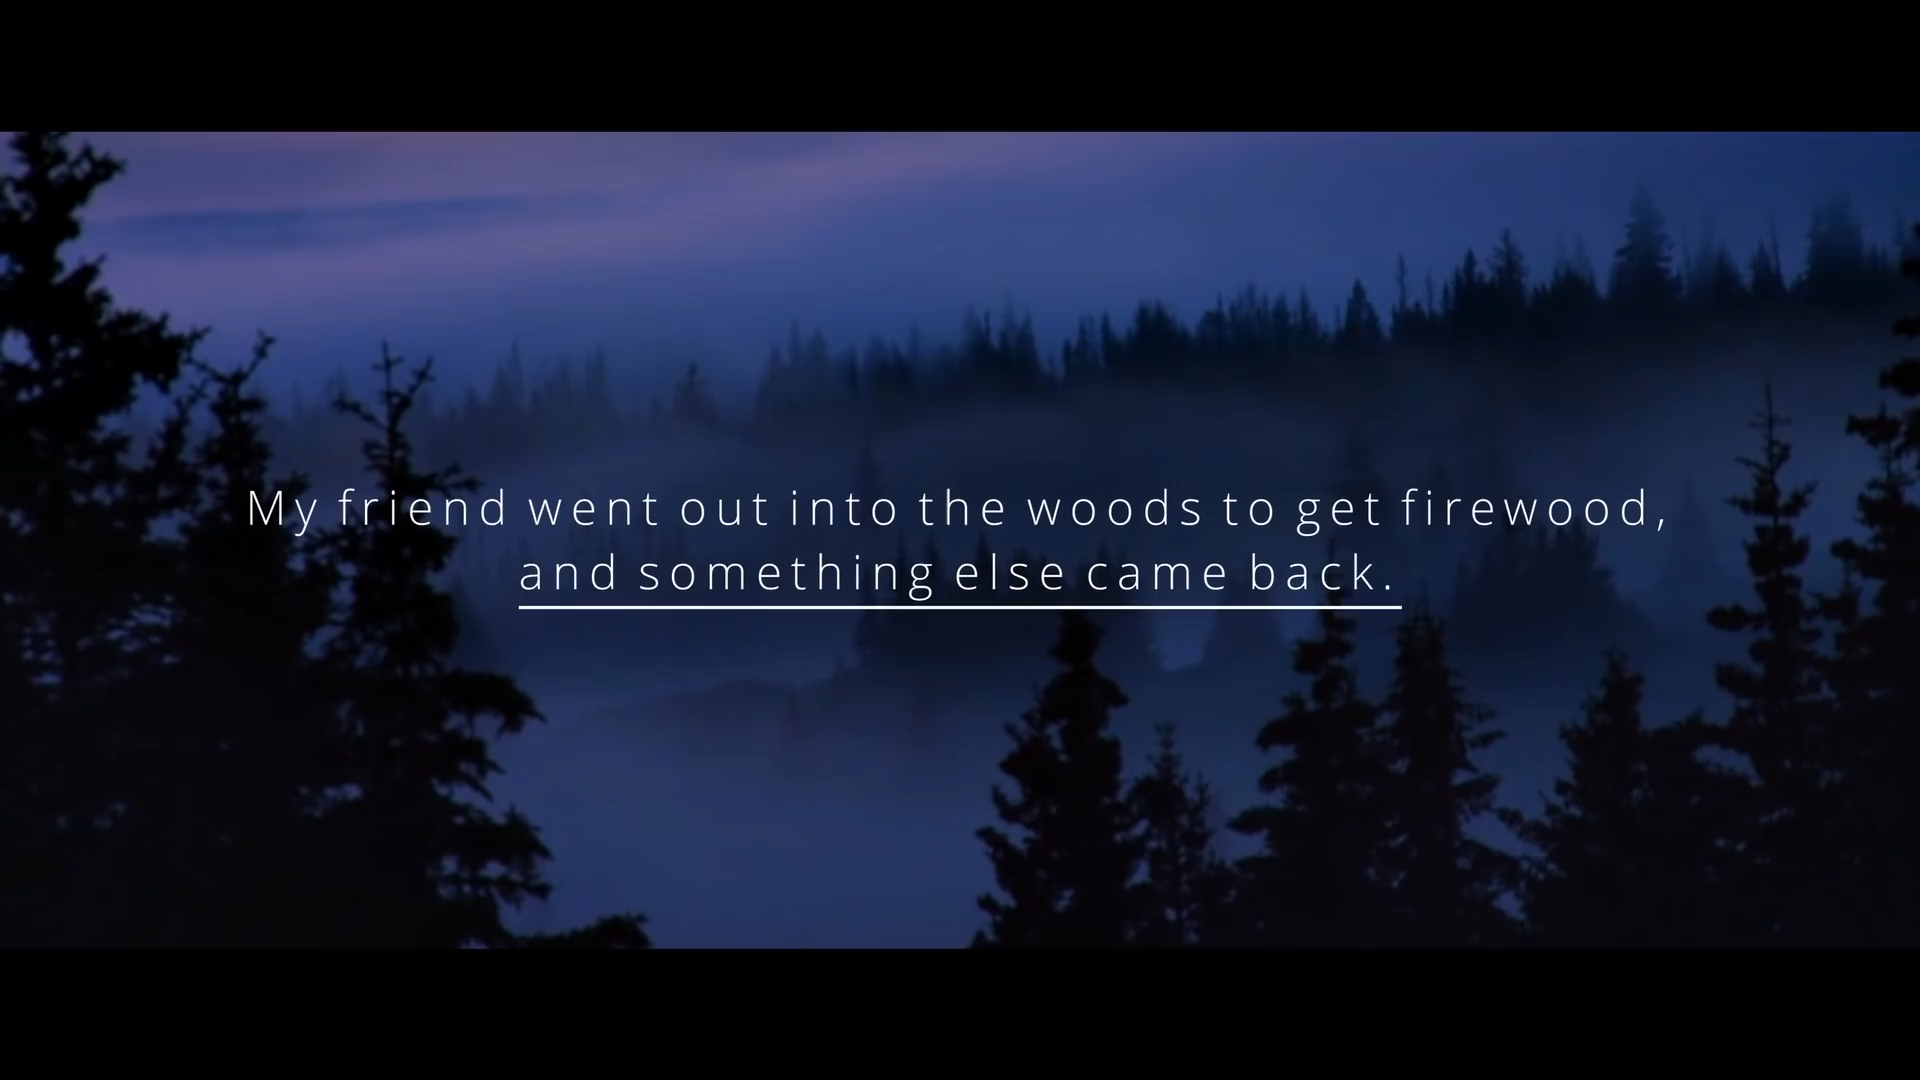 My friend went out into the woods to get firewood,
and something else came back.